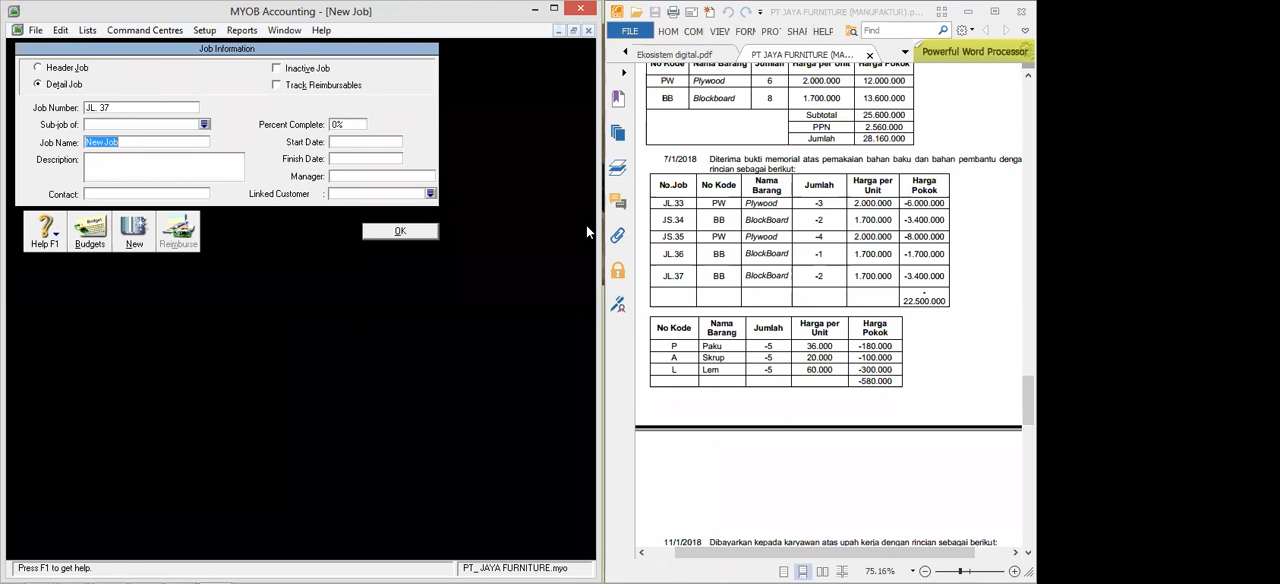 MYOB Accounting - [New Job]
File Edit Lists Command Centres Setup Reports Window Help
Job Information
Header Job
Detail Job
Inactive Job
Track Reimbursables
Job Number: JL. 37
Sub-job of:
Job Name: New Job
Description:
Contact:
Percent Complete: 0%
Start Date:
Finish Date:
Manager:
Linked Customer :
Help F1 Budgets New Reimburse
OK
Press F1 to get help.
PT_ JAYA FURNITURE.myo
PT JAYA FURNITURE (MANUFAKTUR).p...
FILE HOM COM VIEV FORM PRO' SHAR HELP Find
Ekosistem digital.pdf PT JAYA FURNITURE (MA... Powerful Word Processor
No Kode Nama Barang Jumlah Harga per Unit Harga Pokok
PW Plywood 6 2.000.000 12.000.000
BB Blockboard 8 1.700.000 13.600.000
Subtotal 25.600.000
PPN 2.560.000
Jumlah 28.160.000
7/1/2018 Diterima bukti memorial atas pemakaian bahan baku dan bahan pembantu denga
rincian sebagai berikut:
No.Job No Kode Nama Barang Jumlah Harga per Unit Harga Pokok
JL.33 PW Plywood -3 2.000.000 -6.000.000
JS.34 BB BlockBoard -2 1.700.000 -3.400.000
JS.35 PW Plywood -4 2.000.000 -8.000.000
JL.36 BB BlockBoard -1 1.700.000 -1.700.000
JL.37 BB BlockBoard -2 1.700.000 -3.400.000
-
22.500.000
No Kode Nama Barang Jumlah Harga per Unit Harga Pokok
P Paku -5 36.000 -180.000
A Skrup -5 20.000 -100.000
L Lem -5 60.000 -300.000
-580.000
11/1/2018 Dibayarkan kepada karyawan atas upah kerja dengan rincian sebagai berikut:
75.16%